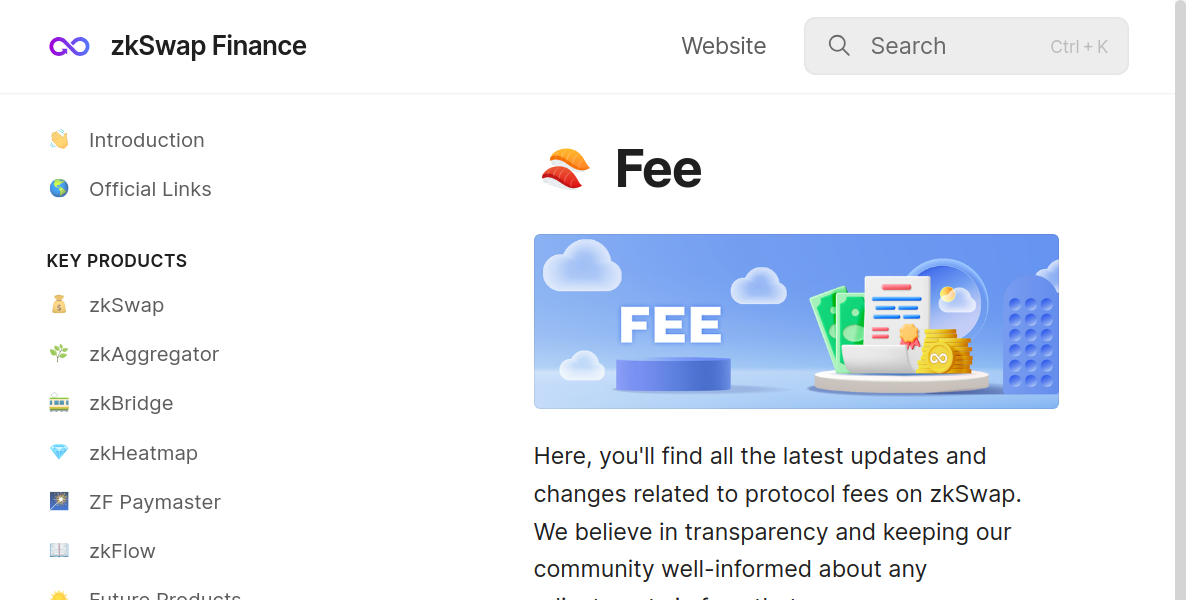 zkSwap Finance
Website
Search
Ctrl + K
Introduction
Official Links
KEY PRODUCTS
zkSwap
zkAggregator
zkBridge
zkHeatmap
ZF Paymaster
zkFlow
Future Products
Fee
FEE
Here, you'll find all the latest updates and
changes related to protocol fees on zkSwap.
We believe in transparency and keeping our
community well-informed about any